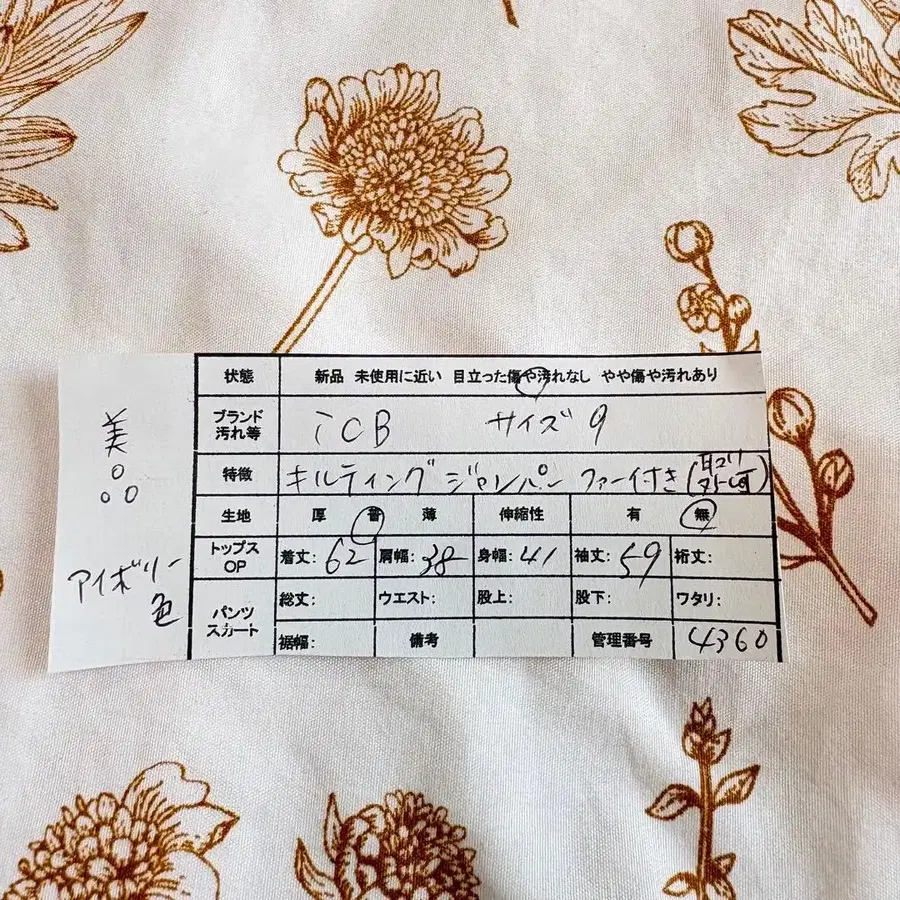 美
アイボリー
色
状態 新品 未使用に近い 目立った傷や汚れなし やや傷や汚れあり
ブランド
汚れ等
iCB サイズ 9
特徴 キルティングジャンパー ファー付き
生地 厚 普 薄 伸縮性 有 無
トップス
OP
着丈: 62 肩幅: 38 身幅: 41 袖丈: 59 裄丈:
パンツ
スカート
総丈: ウエスト: 股上: 股下: ワタリ:
裾幅: 備考 管理番号 4360